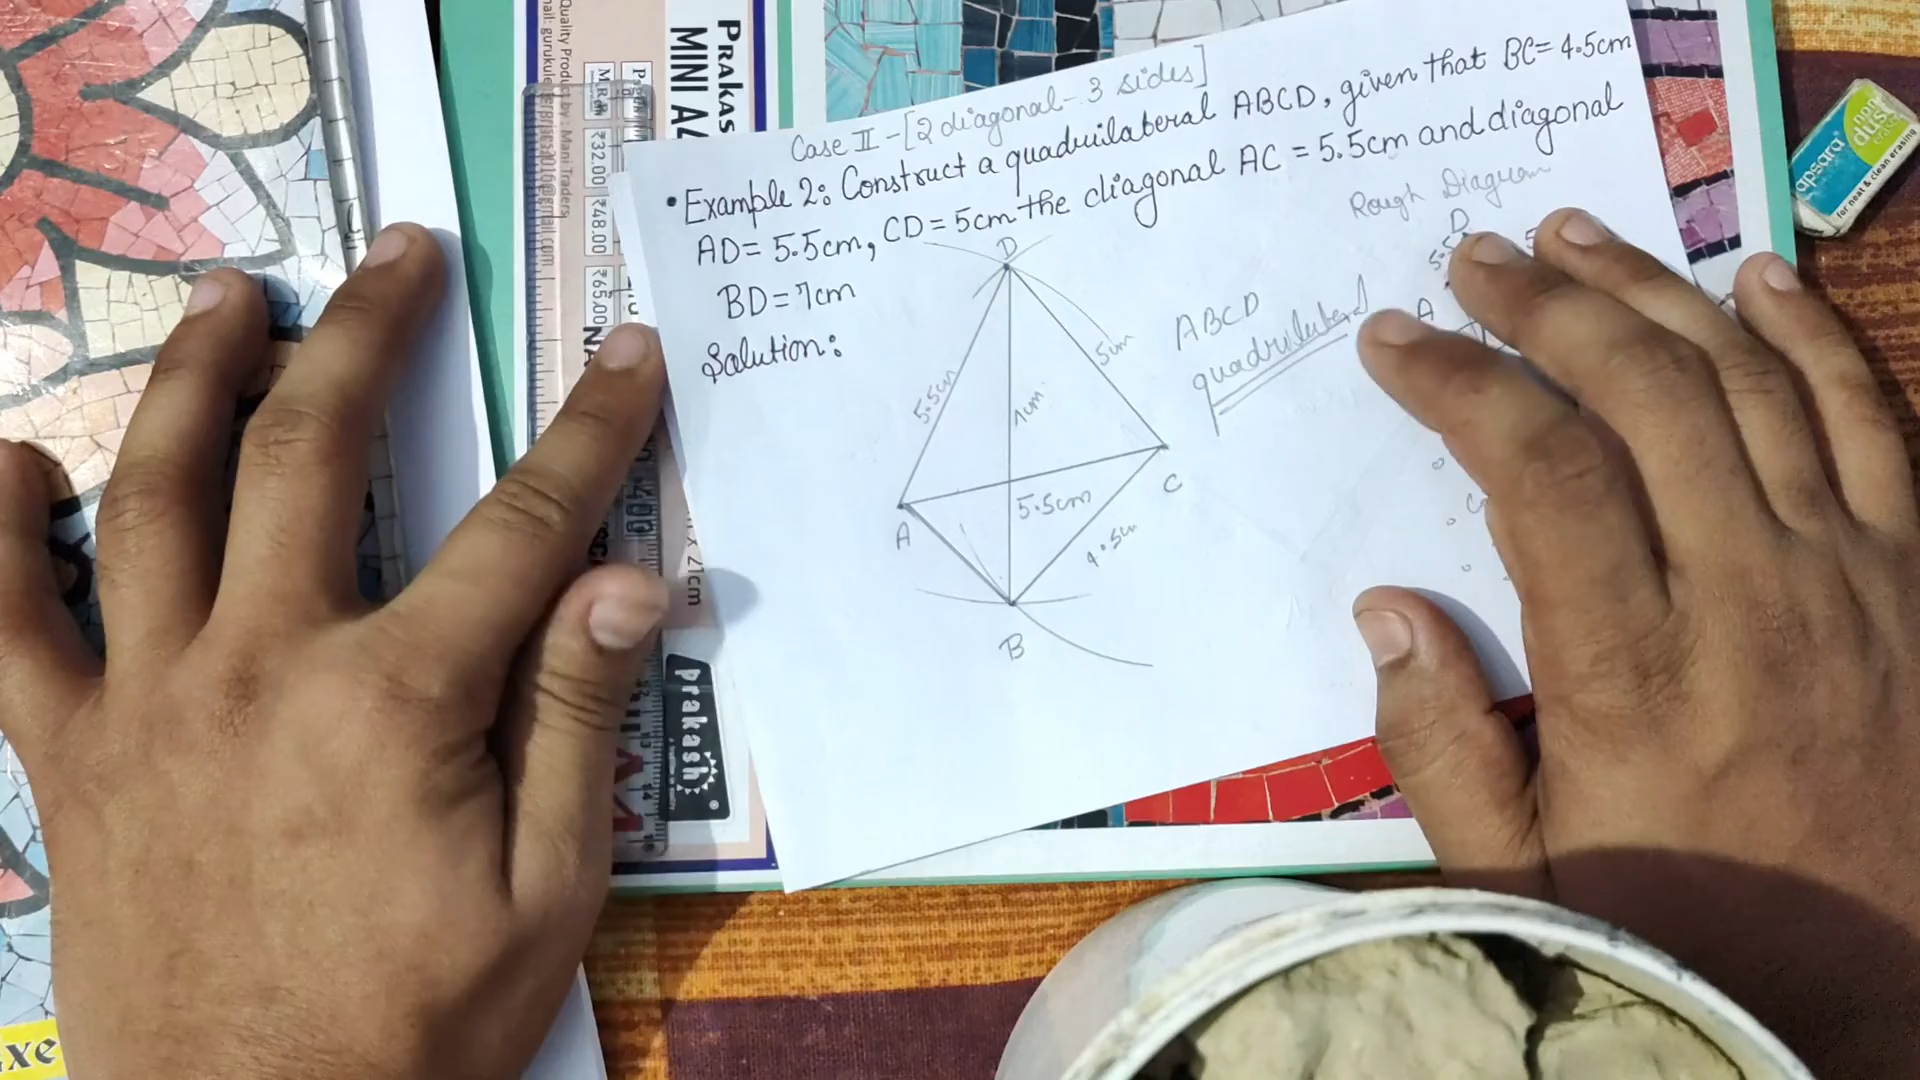 Case II - [2 diagonal - 3 sides]
• Example 2: Construct a quadrilateral ABCD, given that BC = 4.5cm
AD = 5.5cm, CD = 5cm the diagonal AC = 5.5cm and diagonal
BD = 7cm
Solution:
Rough Diagram
D
A
D
5.5cm
7cm
5cm
A
5.5cm
C
4.5cm
B
ABCD
quadrilateral
PRAKAS
MINI A4
₹32.00
₹48.00
₹65.00
Quality Product by: Mani Traders
x 21cm
prakash
apsara
non
dust
for neat & clean erasing
xe